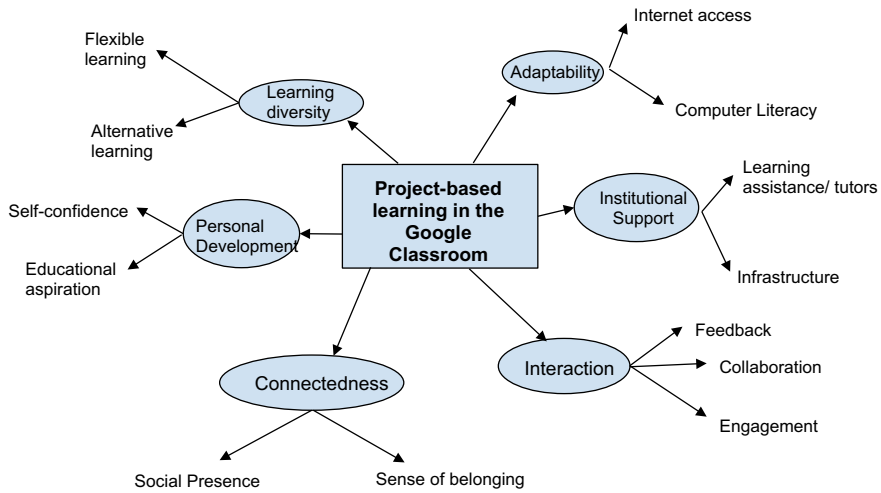 Flexible
learning
Learning
diversity
Alternative
learning
Adaptability
Internet access
Computer Literacy
Project-based
learning in the
Google
Classroom
Institutional
Support
Learning
assistance/ tutors
Infrastructure
Self-confidence
Personal
Development
Educational
aspiration
Connectedness
Social Presence
Sense of belonging
Interaction
Feedback
Collaboration
Engagement